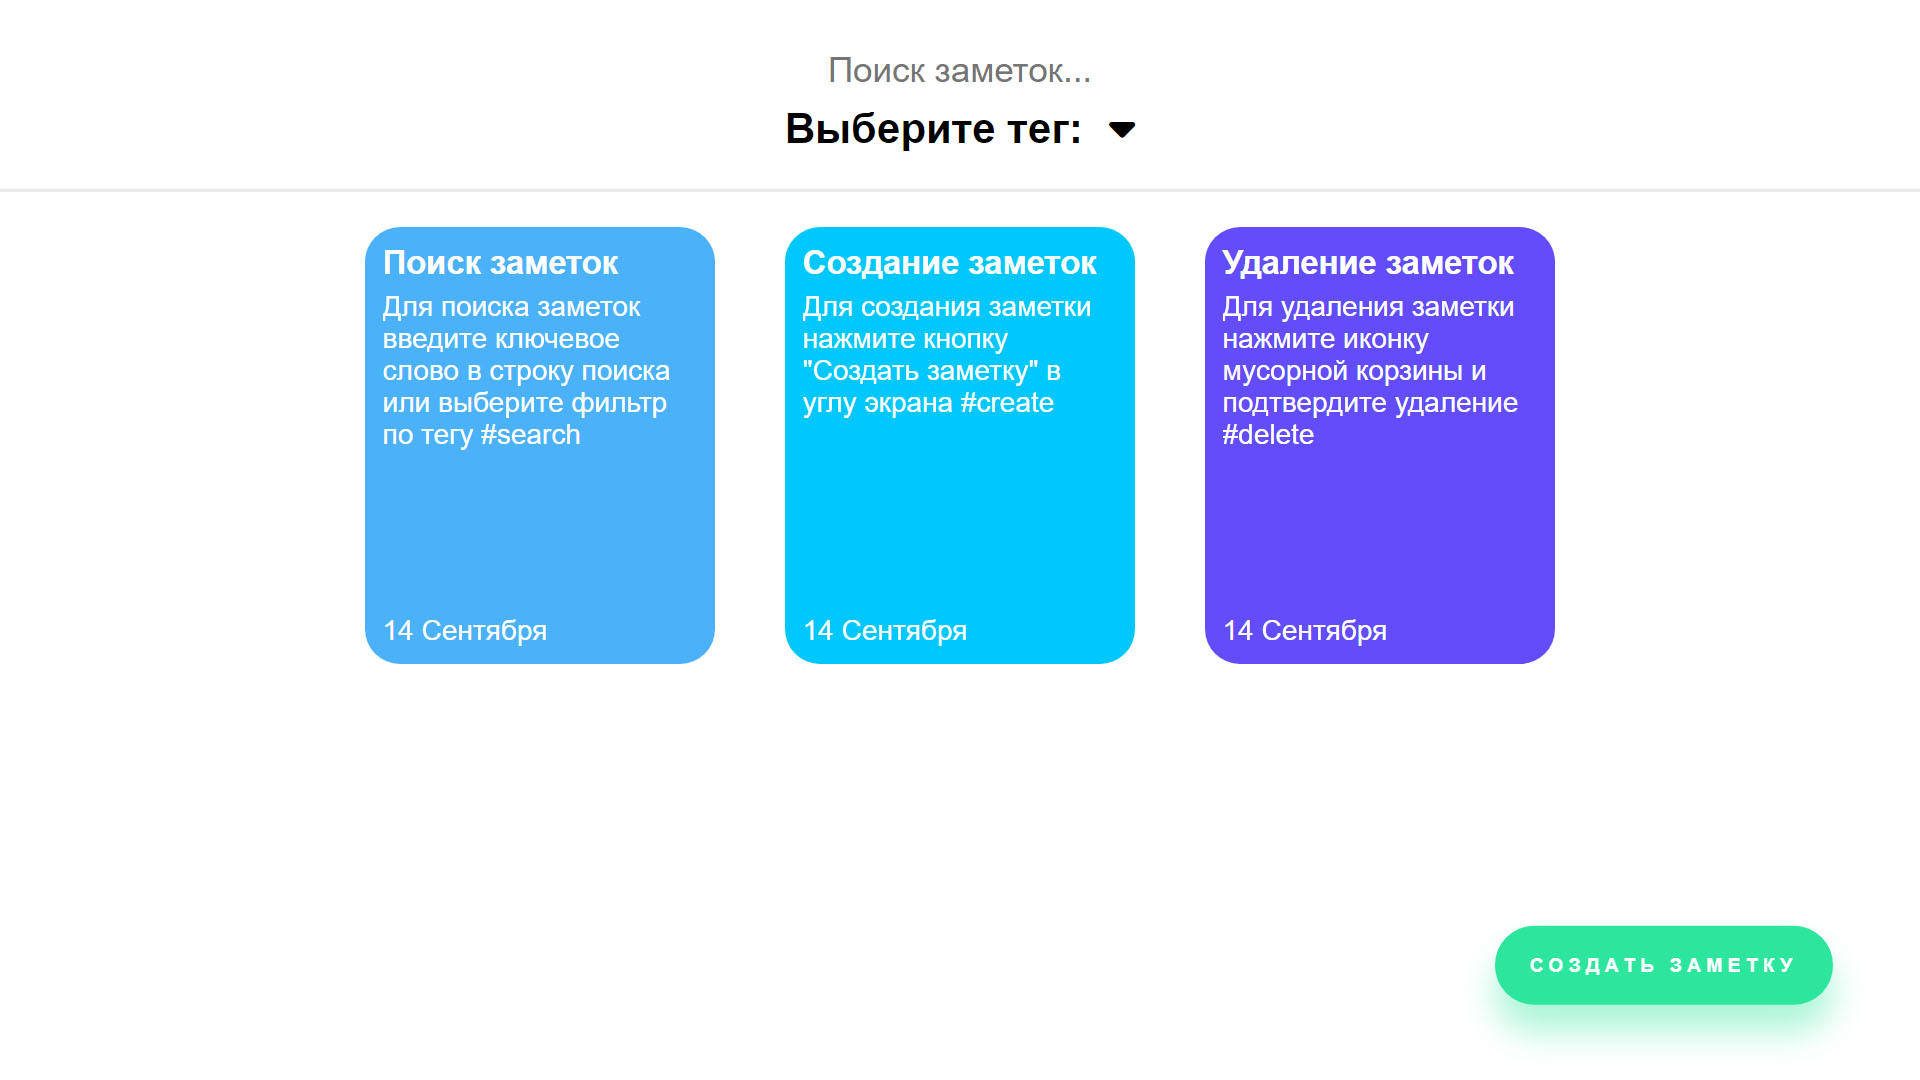 Поиск заметок...
Выберите тег:
Поиск заметок
Для поиска заметок
введите ключевое
слово в строку поиска
или выберите фильтр
по тегу #search
14 Сентября
Создание заметок
Для создания заметки
нажмите кнопку
"Создать заметку" в
углу экрана #create
14 Сентября
Удаление заметок
Для удаления заметки
нажмите иконку
мусорной корзины и
подтвердите удаление
#delete
14 Сентября
СОЗДАТЬ ЗАМЕТКУ